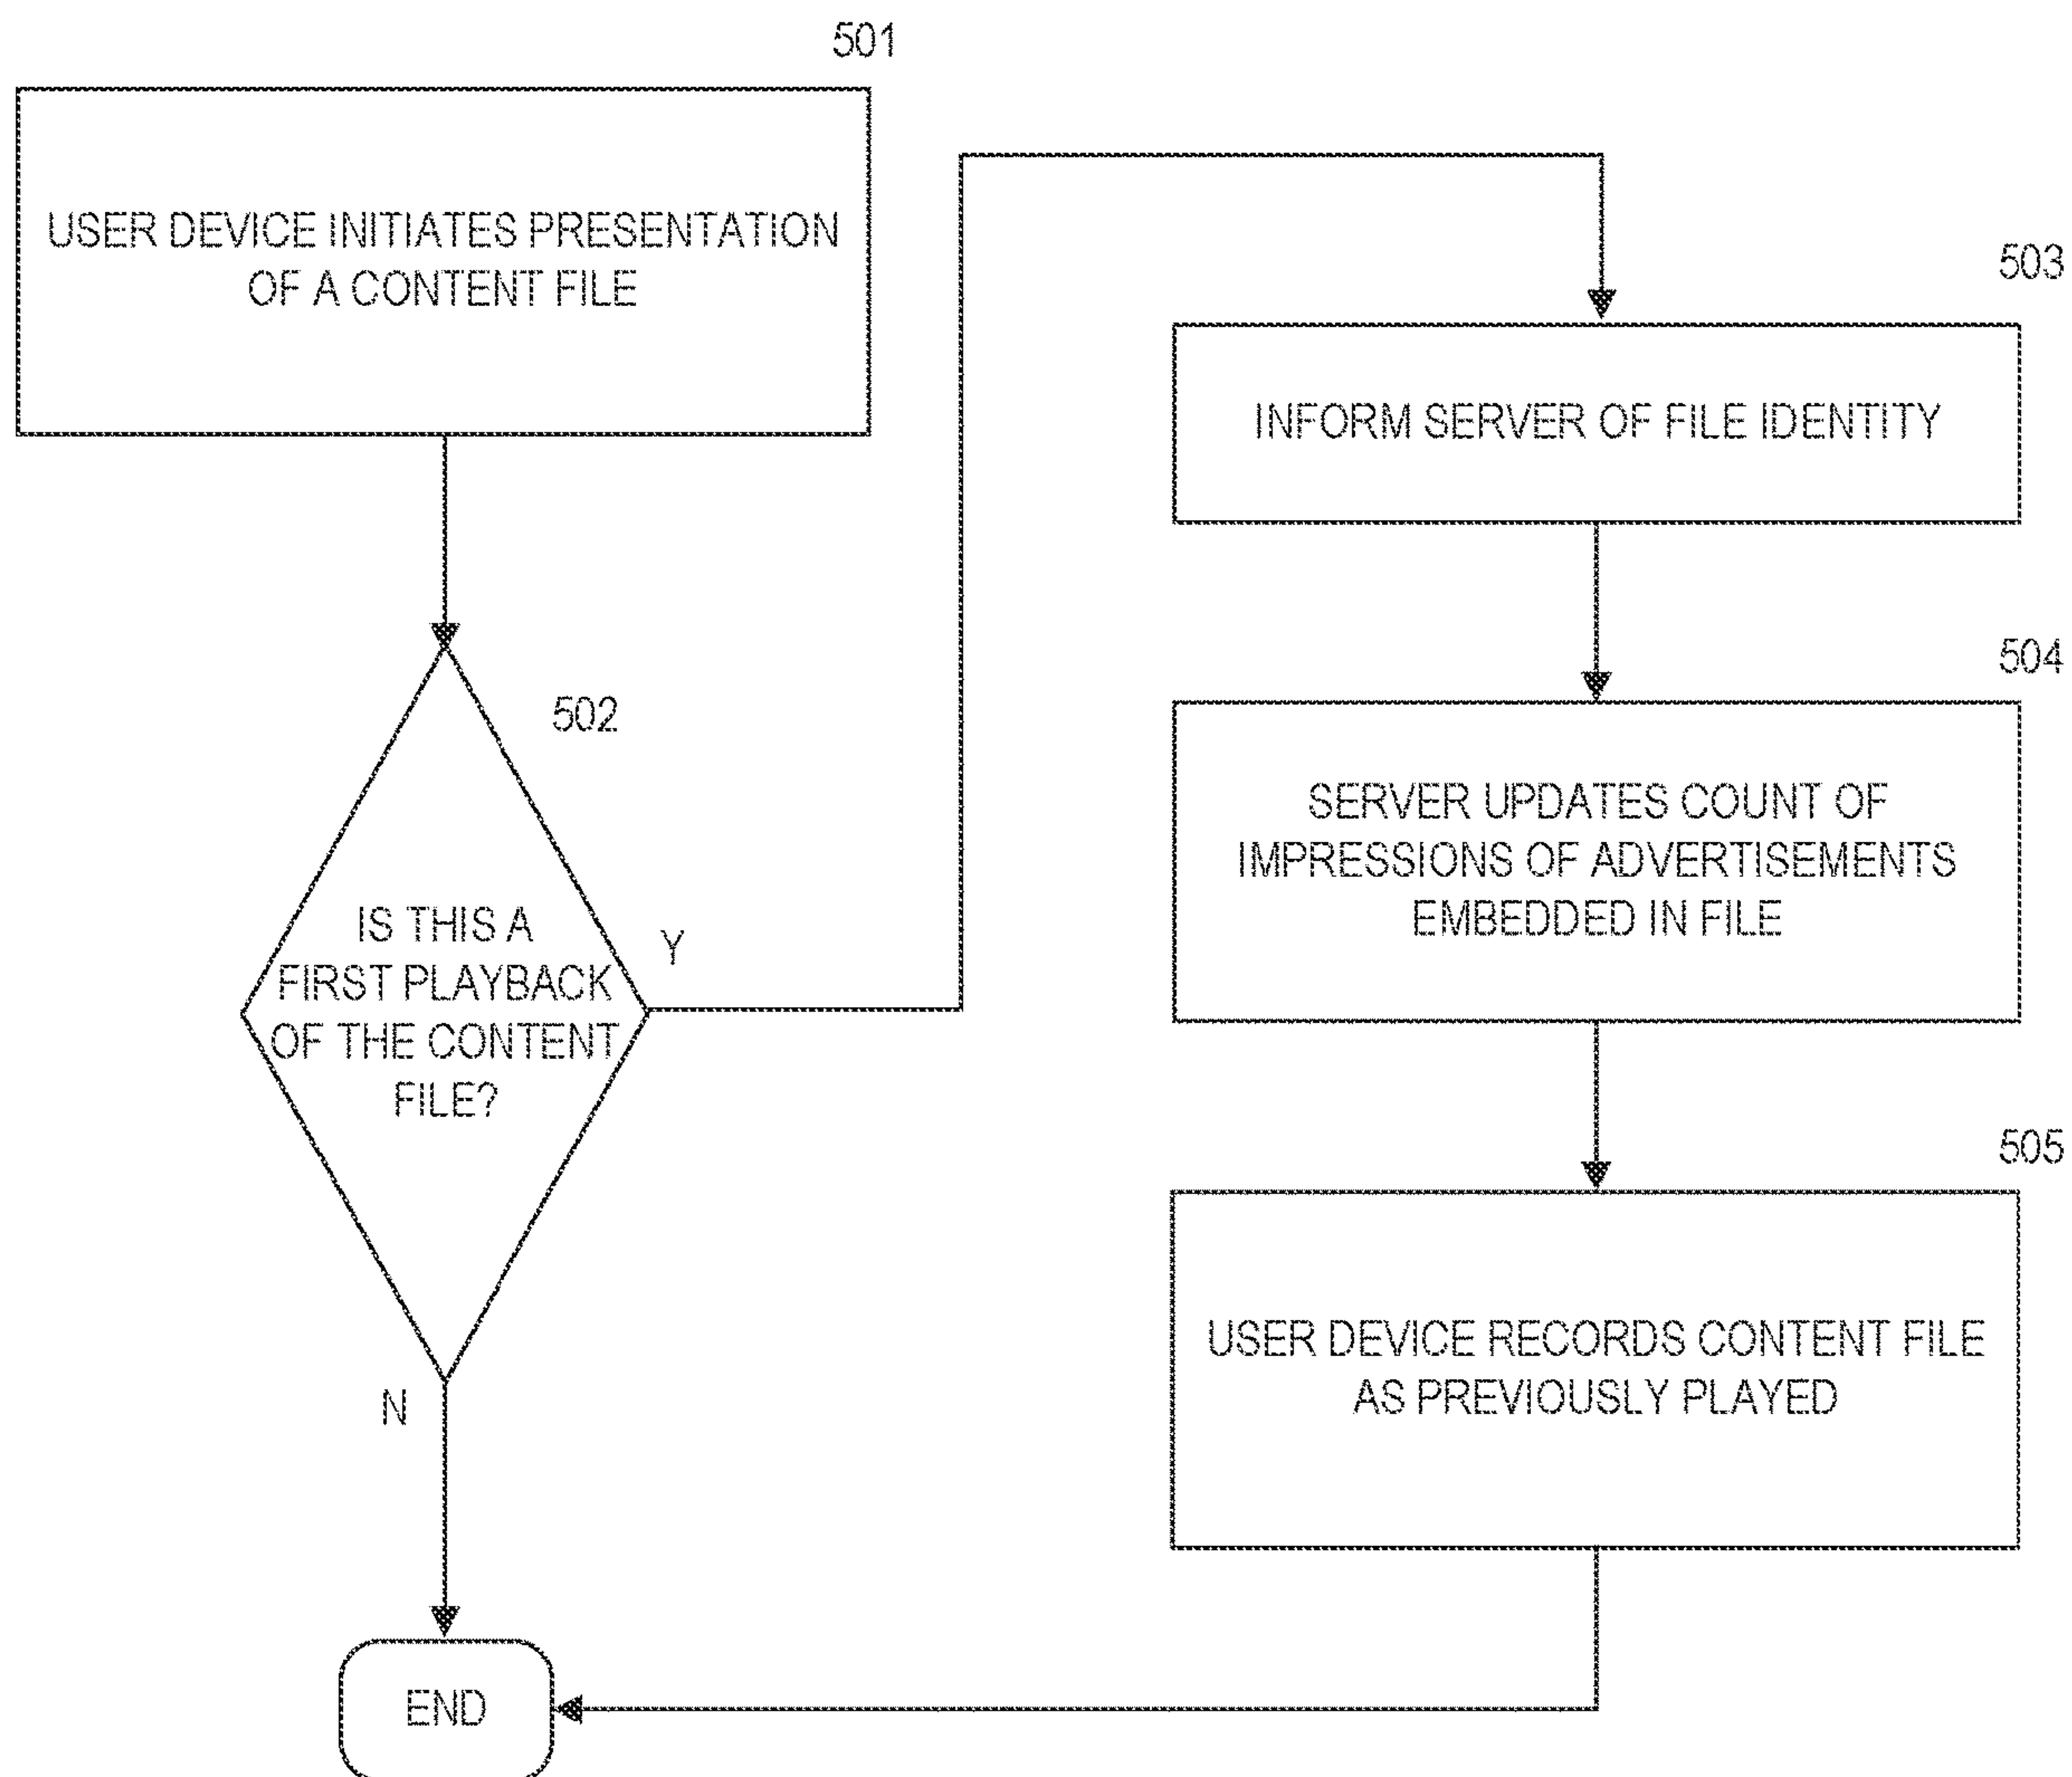 501
USER DEVICE INITIATES PRESENTATION
OF A CONTENT FILE
502
IS THIS A
FIRST PLAYBACK
OF THE CONTENT
FILE?
Y
N
503
INFORM SERVER OF FILE IDENTITY
504
SERVER UPDATES COUNT OF
IMPRESSIONS OF ADVERTISEMENTS
EMBEDDED IN FILE
505
USER DEVICE RECORDS CONTENT FILE
AS PREVIOUSLY PLAYED
END